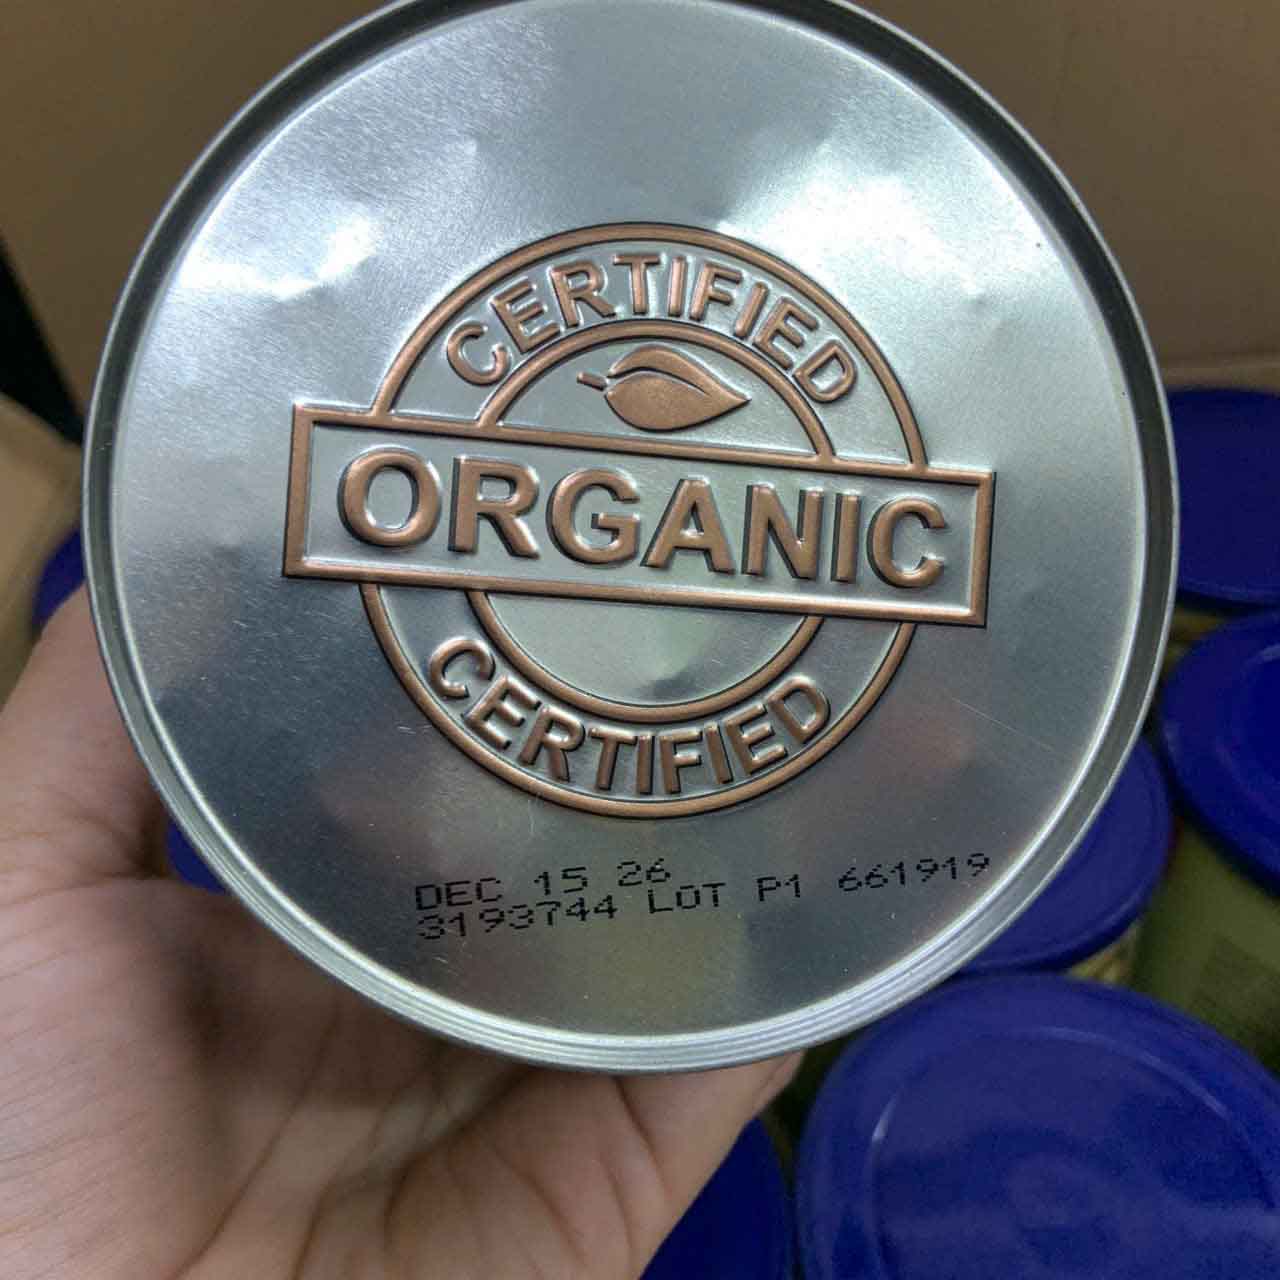 CERTIFIED
ORGANIC
CERTIFIED
DEC 15 26
3193744 LOT P1 661919